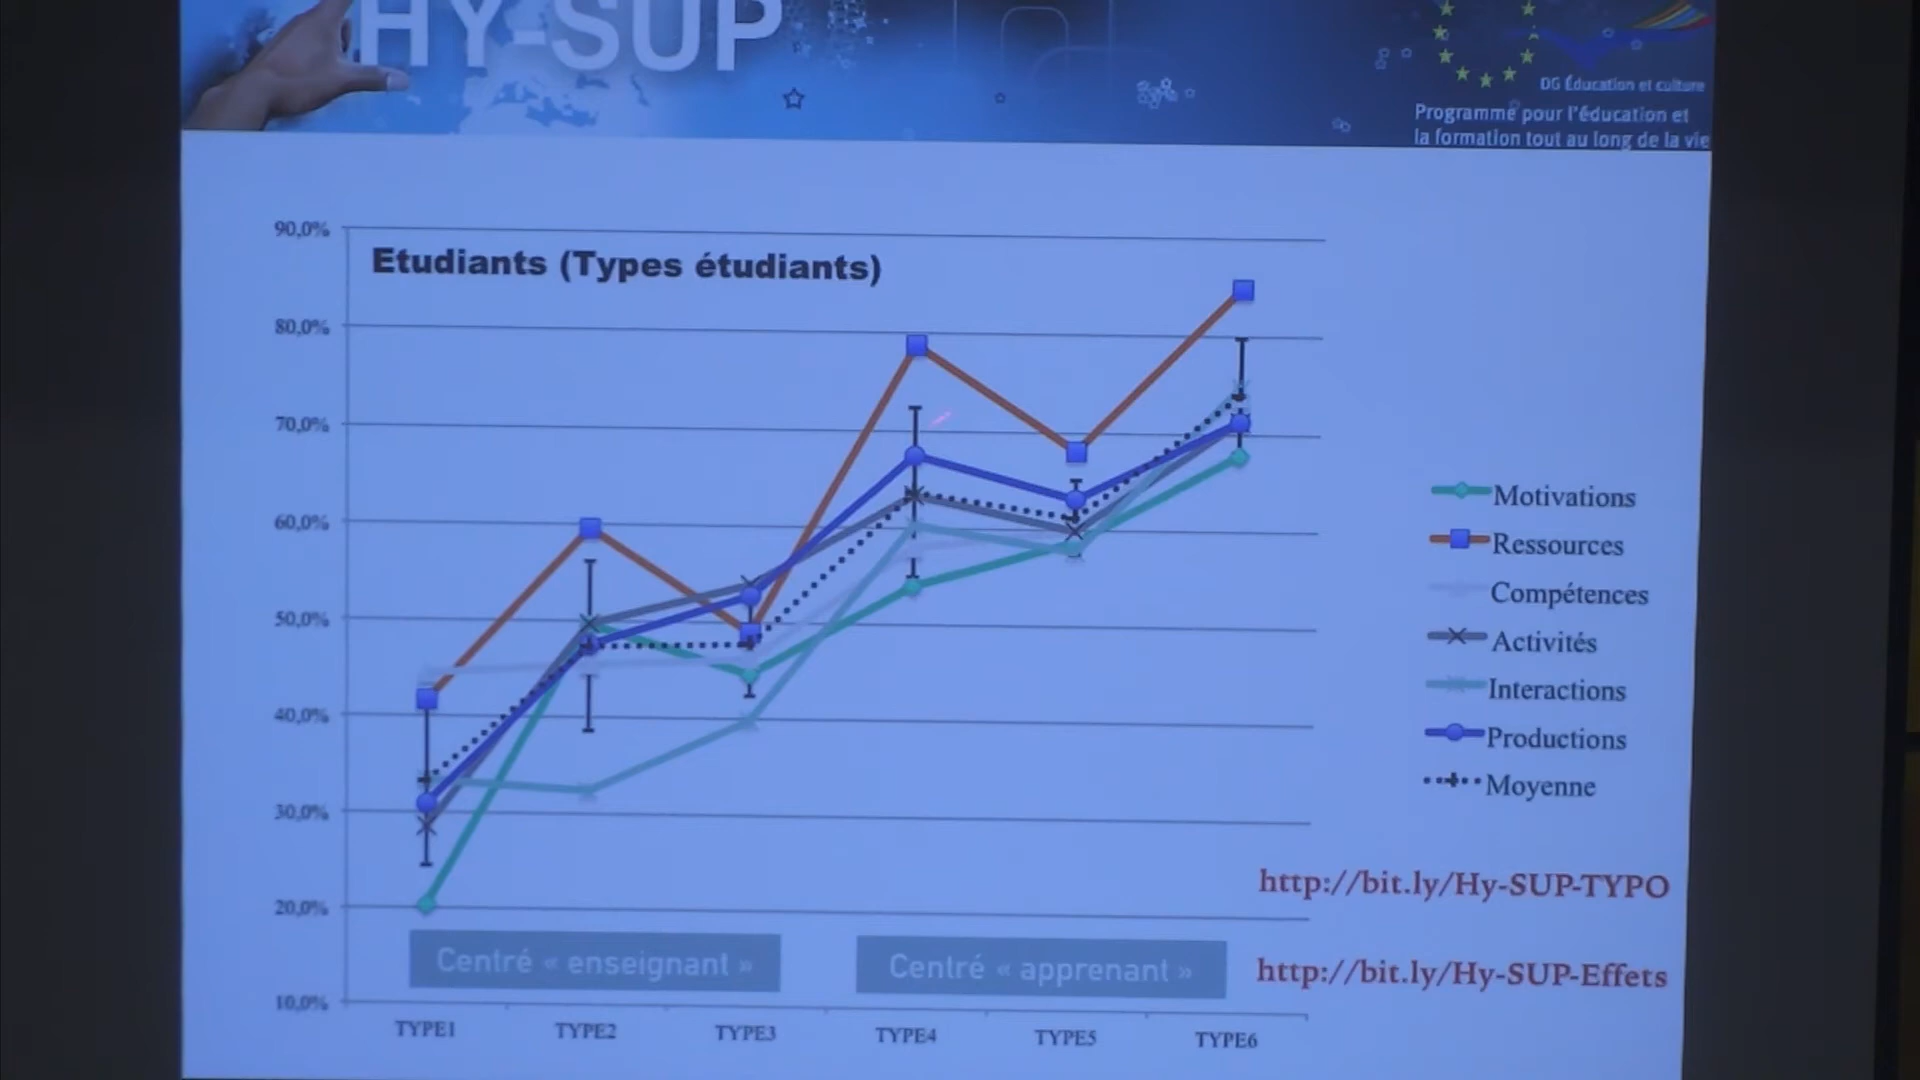 HY-SUP
DG Éducation et culture
Programme pour l'éducation et
la formation tout au long de la vie
Etudiants (Types étudiants)
90,0%
80,0%
70,0%
60,0%
50,0%
40,0%
30,0%
20,0%
10,0%
Motivations
Ressources
Compétences
Activités
Interactions
Productions
Moyenne
http://bit.ly/Hy-SUP-TYPO
http://bit.ly/Hy-SUP-Effets
Centré « enseignant »
Centré « apprenant »
TYPE1
TYPE2
TYPE3
TYPE4
TYPE5
TYPE6